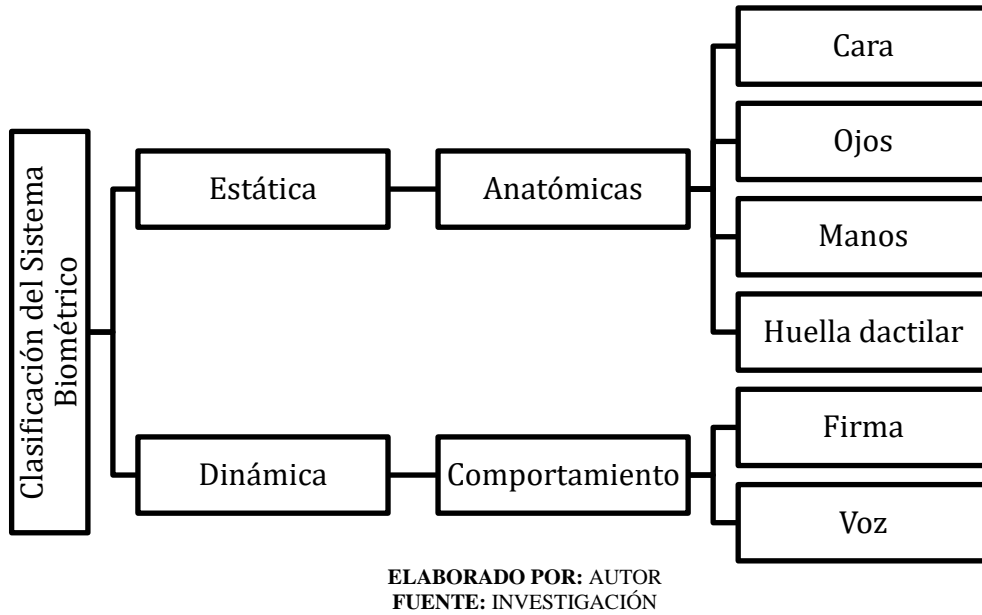 Clasificación del Sistema
Biométrico
Estática
Anatómicas
Cara
Ojos
Manos
Huella dactilar
Dinámica
Comportamiento
Firma
Voz
ELABORADO POR: AUTOR
FUENTE: INVESTIGACIÓN